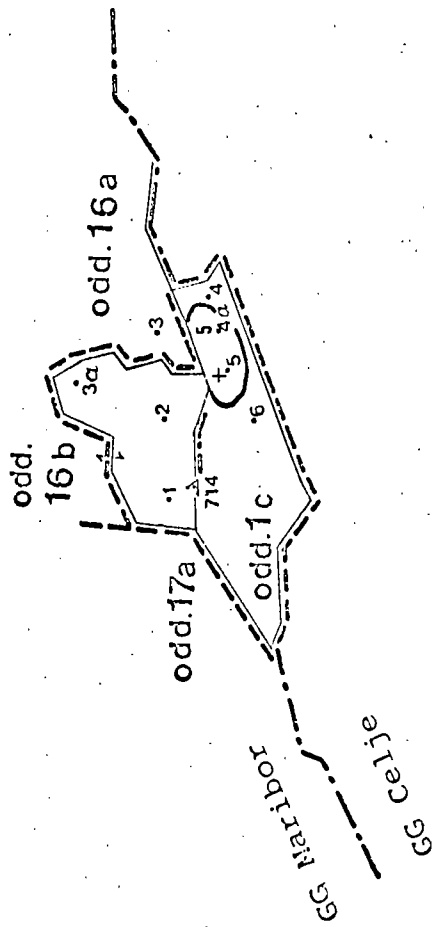 odd. 16a
odd.
16b
3a
3
2
1
714
5
4a
4
+
5
6
odd.17a
odd.1c
GG Maribor
GG Celje